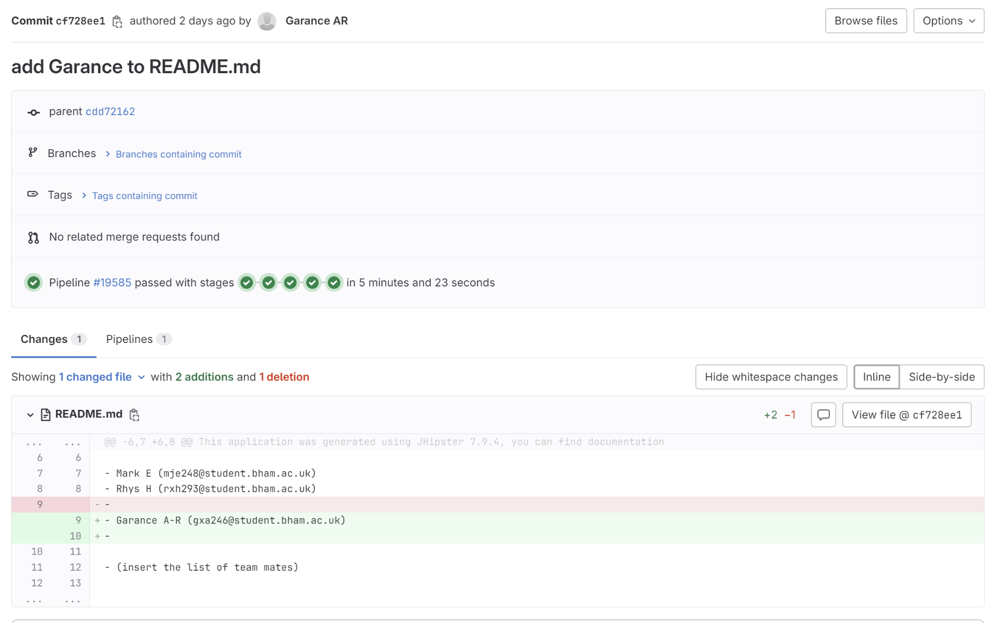 Commit cf728ee1 authored 2 days ago by Garance AR Browse files Options
add Garance to README.md
parent cdd72162
Branches Branches containing commit
Tags Tags containing commit
No related merge requests found
Pipeline #19585 passed with stages in 5 minutes and 23 seconds
Changes 1 Pipelines 1
Showing 1 changed file with 2 additions and 1 deletion Hide whitespace changes Inline Side-by-side
README.md +2 −1 View file @ cf728ee1
... ... @@ -6,7 +6,8 @@ This application was generated using JHipster 7.9.4, you can find documentation
6 6
7 7 - Mark E (mje248@student.bham.ac.uk)
8 8 - Rhys H (rxh293@student.bham.ac.uk)
9 - -
9 + - Garance A-R (gxa246@student.bham.ac.uk)
10 + -
10 11
11 12 - (insert the list of team mates)
12 13
... ...